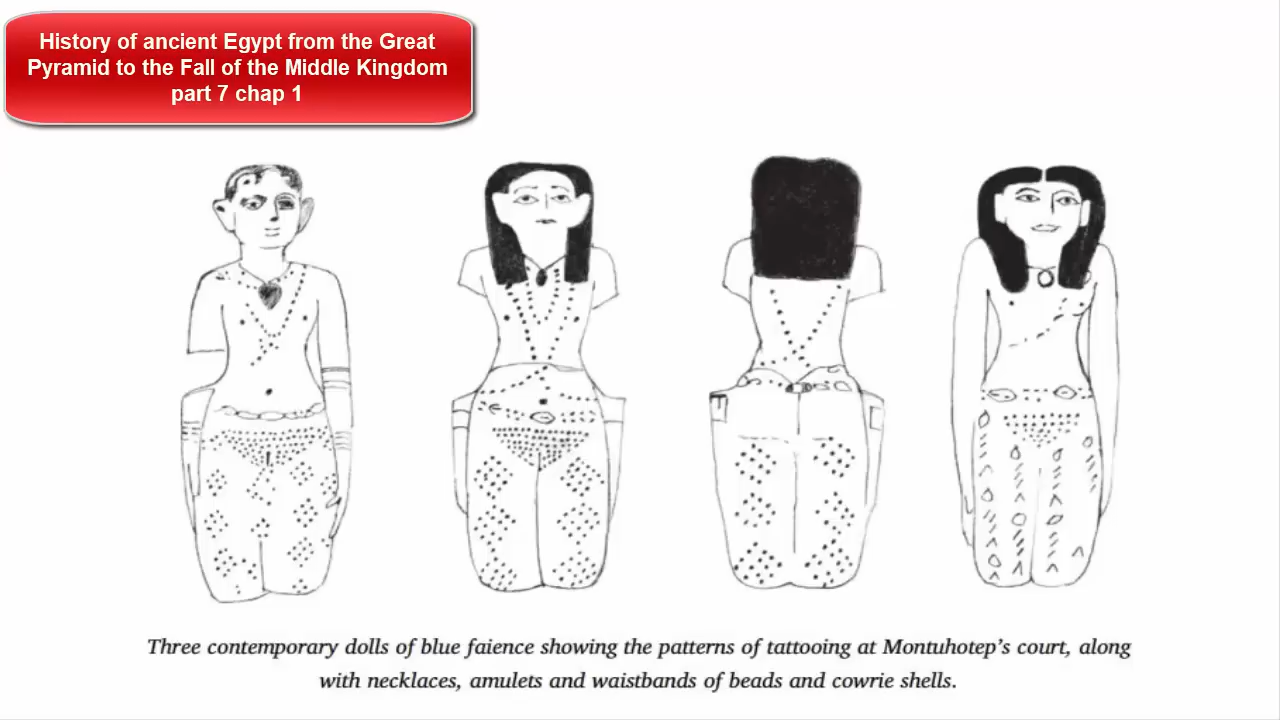 History of ancient Egypt from the Great
Pyramid to the Fall of the Middle Kingdom
part 7 chap 1
Three contemporary dolls of blue faience showing the patterns of tattooing at Montuhotep's court, along
with necklaces, amulets and waistbands of beads and cowrie shells.